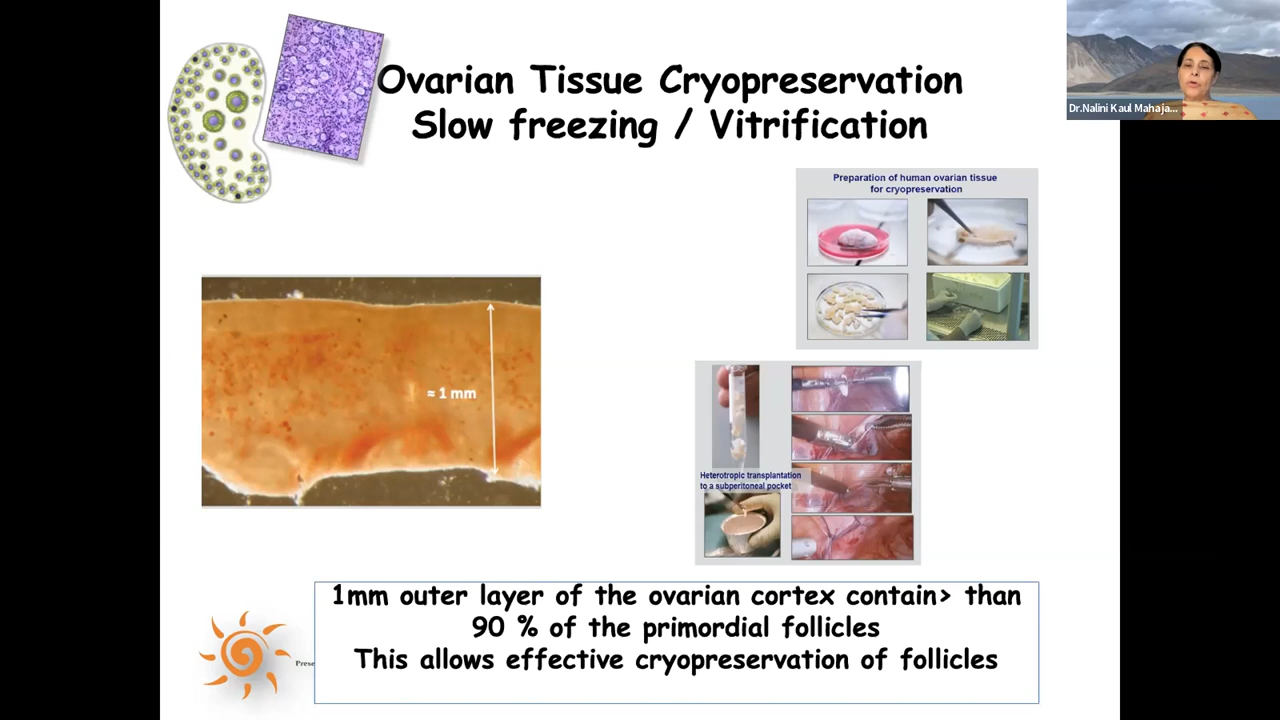 Ovarian Tissue Cryopreservation
Slow freezing / Vitrification
Dr.Nalini Kaul Mahaja...
Preparation of human ovarian tissue
for cryopreservation
≈ 1 mm
Heterotropic transplantation
to a subperitoneal pocket
1mm outer layer of the ovarian cortex contain> than
90 % of the primordial follicles
This allows effective cryopreservation of follicles